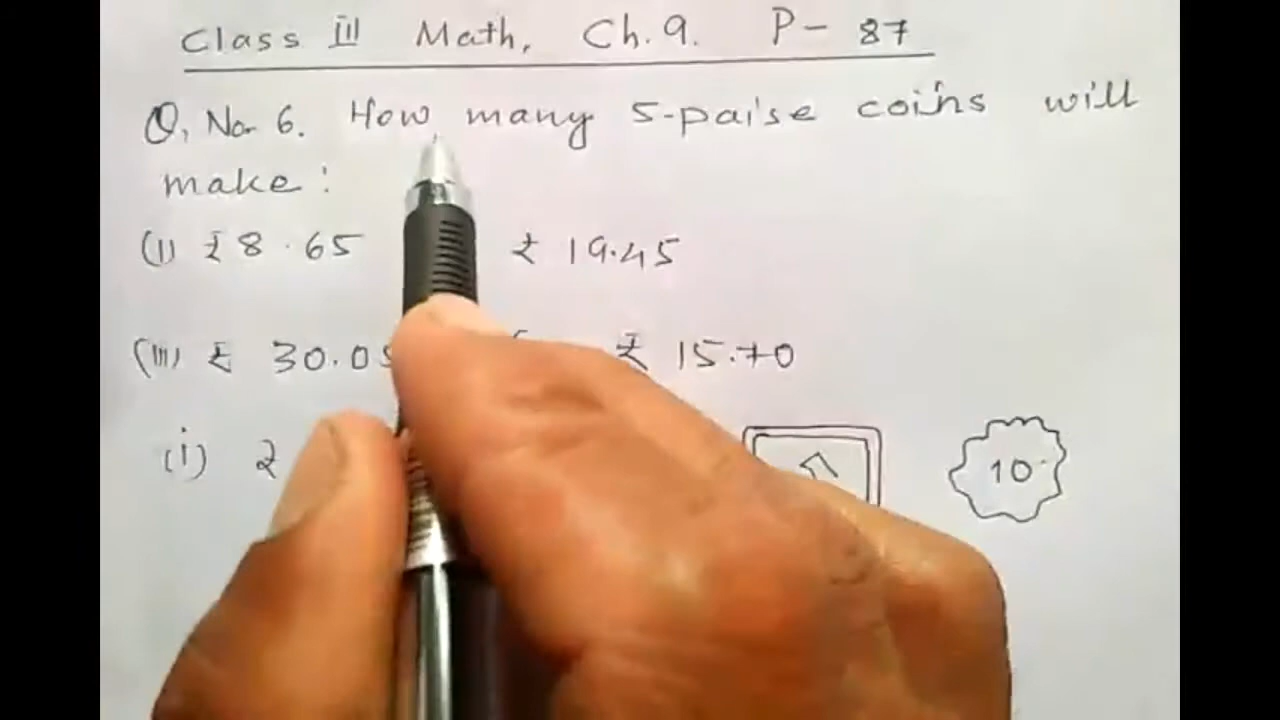 Class III Math, Ch.9. P- 87
Q. No 6. How many 5-paise coins will
make:
(I) ₹8.65 ₹ 19.45
(III) ₹ 30.05 ₹ 15.70
(i) ₹
10